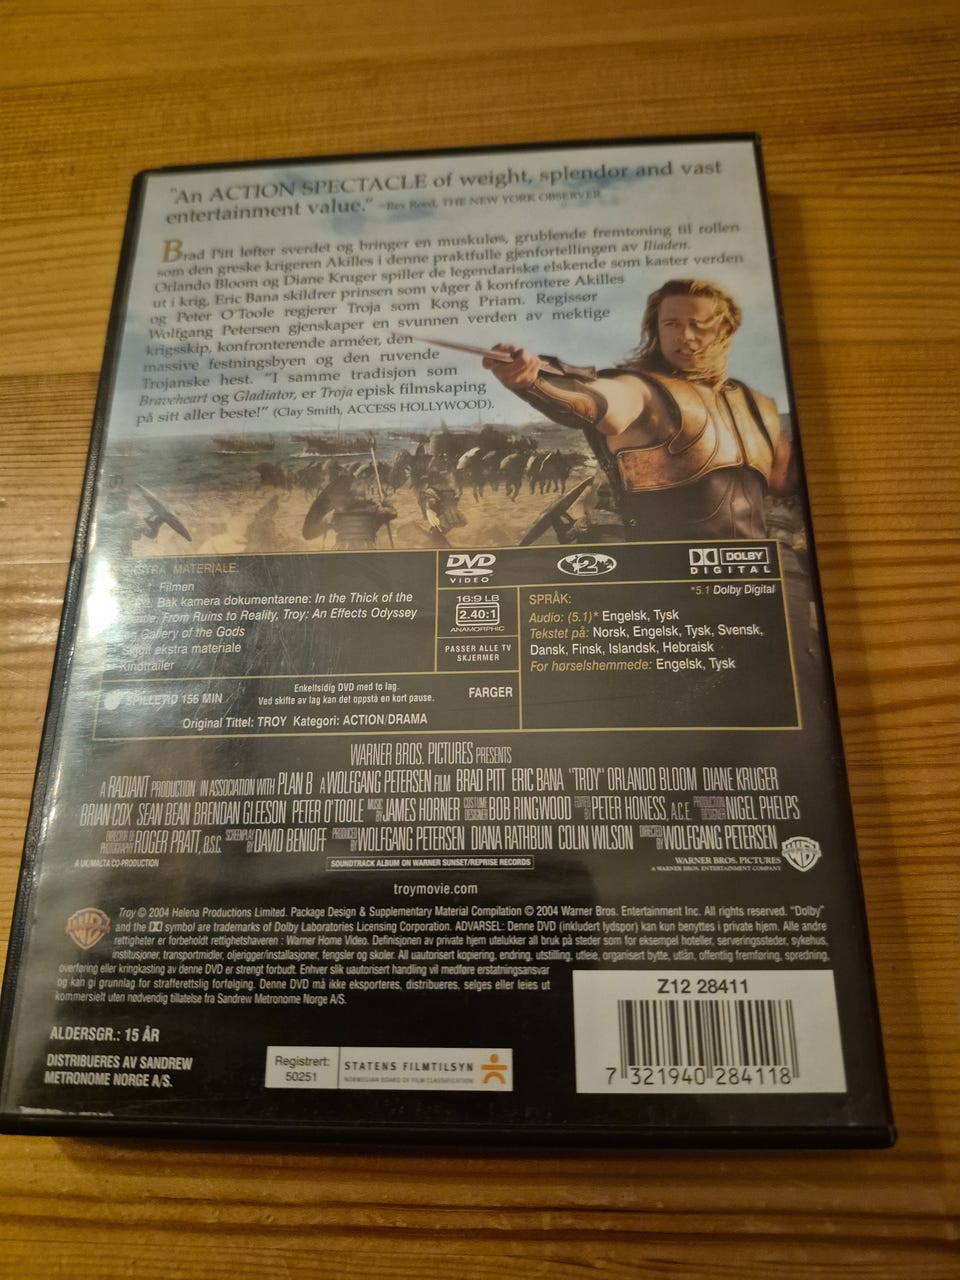 "An ACTION SPECTACLE of weight, splendor and vast
entertainment value." –Rex Reed, THE NEW YORK OBSERVER
Brad Pitt løfter sverdet og bringer en muskuløs, grublende fremtoning til rollen
som den greske krigeren Akilles i denne praktfulle gjenfortellingen av Iliaden.
Orlando Bloom og Diane Kruger spiller de legendariske elskende som kaster verden
ut i krig, Eric Bana skildrer prinsen som våger å konfrontere Akilles
og Peter O'Toole regjerer Troja som Kong Priam. Regissør
Wolfgang Petersen gjenskaper en svunnen verden av mektige
krigsskip, konfronterende arméer, den
massive festningsbyen og den ruvende
Trojanske hest. "I samme tradisjon som
Braveheart og Gladiator, er Troja episk filmskaping
på sitt aller beste!" (Clay Smith, ACCESS HOLLYWOOD).
EKSTRA MATERIALE:
Filmen
Bak kamera dokumentarene: In the Thick of the
From Ruins to Reality, Troy: An Effects Odyssey
Gallery of the Gods
Skjult ekstra materiale
Kinotrailer
SPILLETID 156 MIN
Enkeltsidig DVD med to lag.
Ved skifte av lag kan det oppstå en kort pause.
FARGER
Original Tittel: TROY Kategori: ACTION/DRAMA
DVD
VIDEO
2
DOLBY
DIGITAL
*5.1 Dolby Digital
16:9 LB
2.40:1
ANAMORPHIC
PASSER ALLE TV
SKJERMER
SPRÅK:
Audio: (5.1)* Engelsk, Tysk
Tekstet på: Norsk, Engelsk, Tysk, Svensk,
Dansk, Finsk, Islandsk, Hebraisk
For hørselshemmede: Engelsk, Tysk
WARNER BROS. PICTURES PRESENTS
A RADIANT PRODUCTION IN ASSOCIATION WITH PLAN B A WOLFGANG PETERSEN FILM BRAD PITT ERIC BANA "TROY" ORLANDO BLOOM DIANE KRUGER
BRIAN COX SEAN BEAN BRENDAN GLEESON PETER O'TOOLE MUSIC BY JAMES HORNER COSTUME DESIGNER BOB RINGWOOD EDITED BY PETER HONESS, A.C.E. PRODUCTION DESIGNER NIGEL PHELPS
DIRECTOR OF PHOTOGRAPHY ROGER PRATT, B.S.C. SCREENPLAY BY DAVID BENIOFF PRODUCED BY WOLFGANG PETERSEN DIANA RATHBUN COLIN WILSON DIRECTED BY WOLFGANG PETERSEN
A UK/MALTA CO-PRODUCTION
SOUNDTRACK ALBUM ON WARNER SUNSET/REPRISE RECORDS
WARNER BROS. PICTURES
A WARNER BROS. ENTERTAINMENT COMPANY
WB
troymovie.com
WB
Troy © 2004 Helena Productions Limited. Package Design & Supplementary Material Compilation © 2004 Warner Bros. Entertainment Inc. All rights reserved. "Dolby"
and the DD symbol are trademarks of Dolby Laboratories Licensing Corporation. ADVARSEL: Denne DVD (inkludert lydspor) kan kun benyttes i private hjem. Alle andre
rettigheter er forbeholdt rettighetshaveren : Warner Home Video. Definisjonen av private hjem utelukker all bruk på steder som for eksempel hoteller, serveringssteder, sykehus,
institusjoner, transportmidler, oljerigger/installasjoner, fengsler og skoler. All uautorisert kopiering, endring, utstilling, utleie, organisert bytte, utlån, offentlig fremføring, spredning,
overføring eller kringkasting av denne DVD er strengt forbudt. Enhver slik uautorisert handling vil medføre erstatningsansvar
og kan gi grunnlag for strafferettslig forfølging. Denne DVD må ikke eksporteres, distribueres, selges eller leies ut
kommersielt uten nødvendig tillatelse fra Sandrew Metronome Norge A/S.
ALDERSGR.: 15 ÅR
DISTRIBUERES AV SANDREW
METRONOME NORGE A/S.
Registrert:
50251
STATENS FILMTILSYN
NORWEGIAN BOARD OF FILM CLASSIFICATION
Z12 28411
7 321940 284118